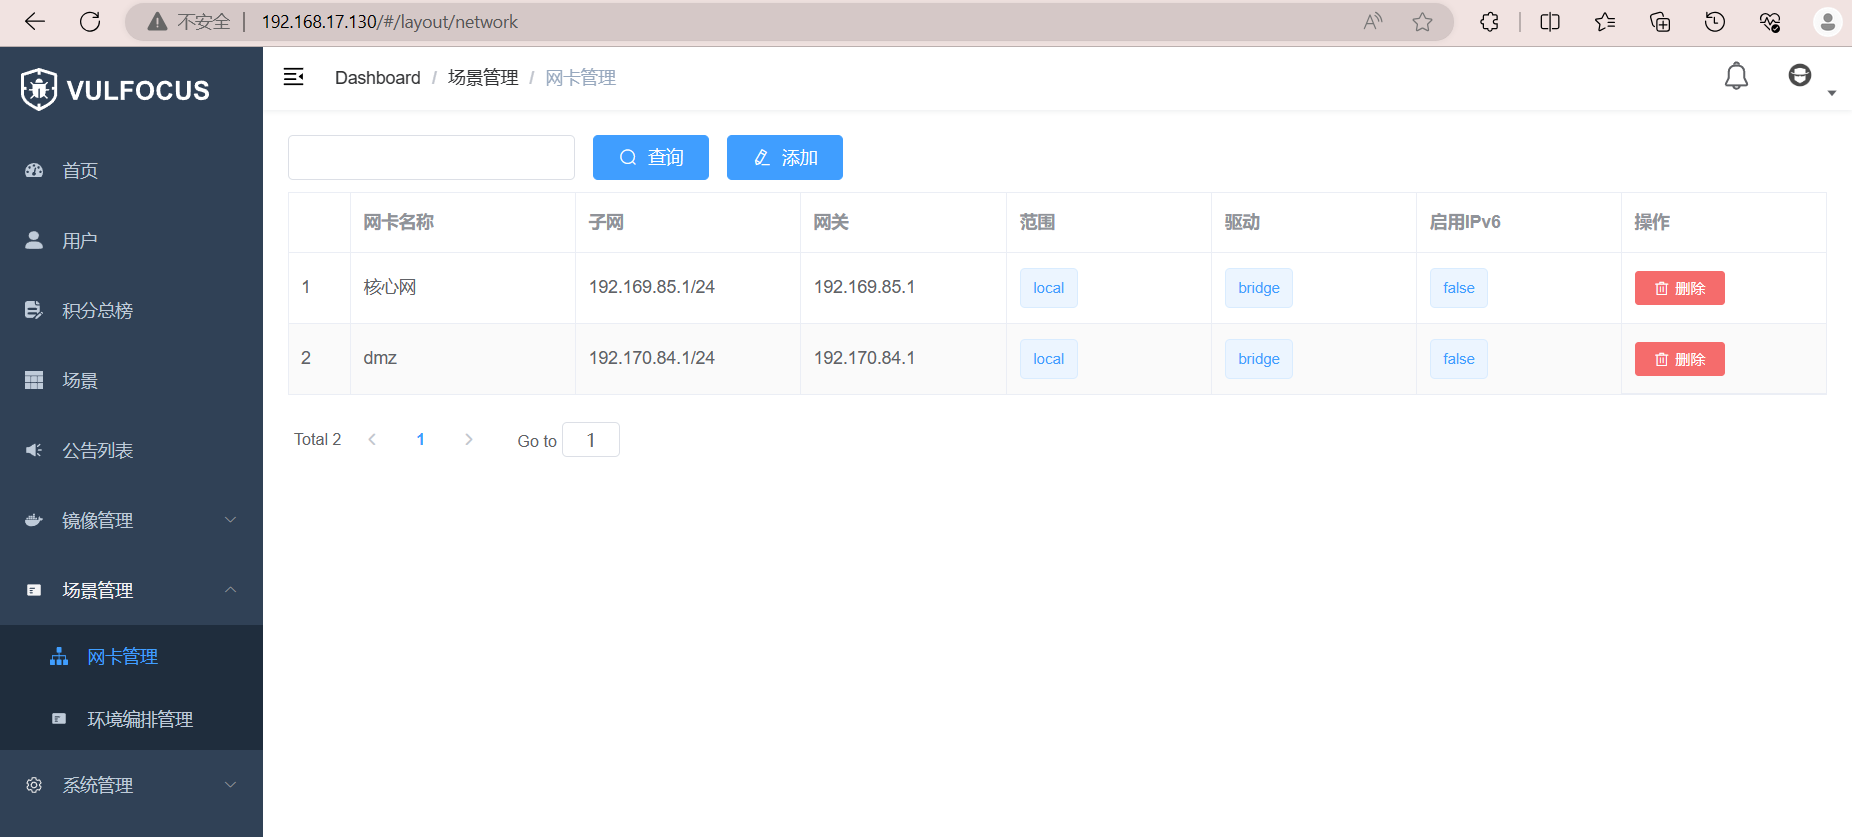 不安全 | 192.168.17.130/#/layout/network
VULFOCUS
Dashboard / 场景管理 / 网卡管理
首页
用户
积分总榜
场景
公告列表
镜像管理
场景管理
网卡管理
环境编排管理
系统管理
查询 添加
网卡名称 子网 网关 范围 驱动 启用IPv6 操作
1 核心网 192.169.85.1/24 192.169.85.1 local bridge false 删除
2 dmz 192.170.84.1/24 192.170.84.1 local bridge false 删除
Total 2 1 Go to 1